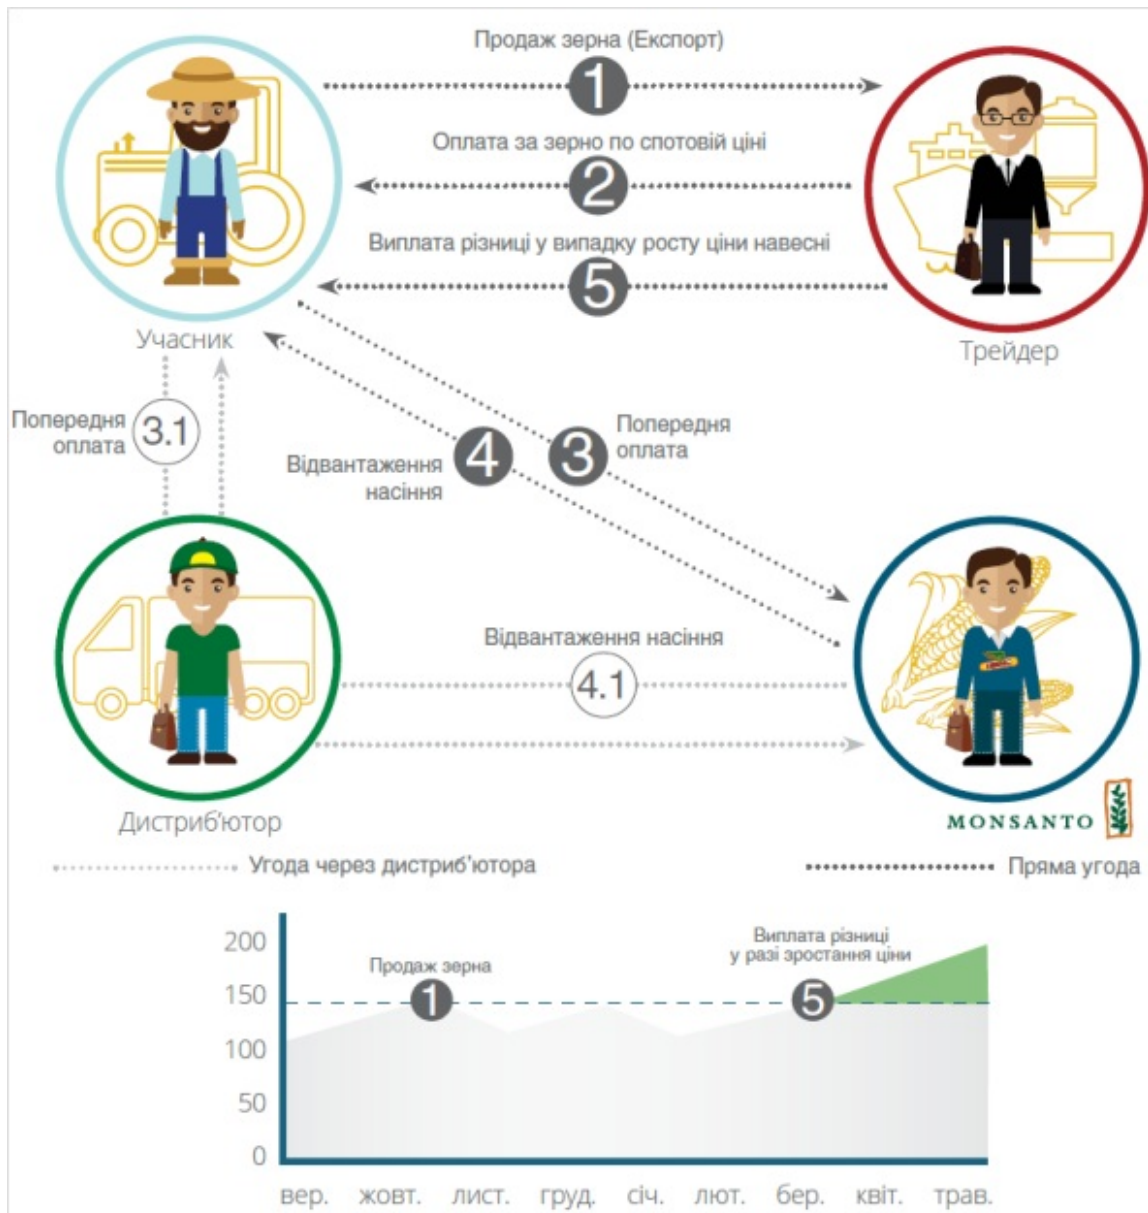 Продаж зерна (Експорт)
1
Оплата за зерно по спотовій ціні
2
Виплата різниці у випадку росту ціни навесні
5
Учасник
Трейдер
Попередня
оплата
3.1
Відвантаження
насіння
4
3
Попередня
оплата
Відвантаження насіння
4.1
Дистриб'ютор
MONSANTO
Угода через дистриб'ютора
Пряма угода
200
150
100
50
0
Продаж зерна
1
Виплата різниці
у разі зростання ціни
5
вер. жовт. лист. груд. січ. лют. бер. квіт. трав.